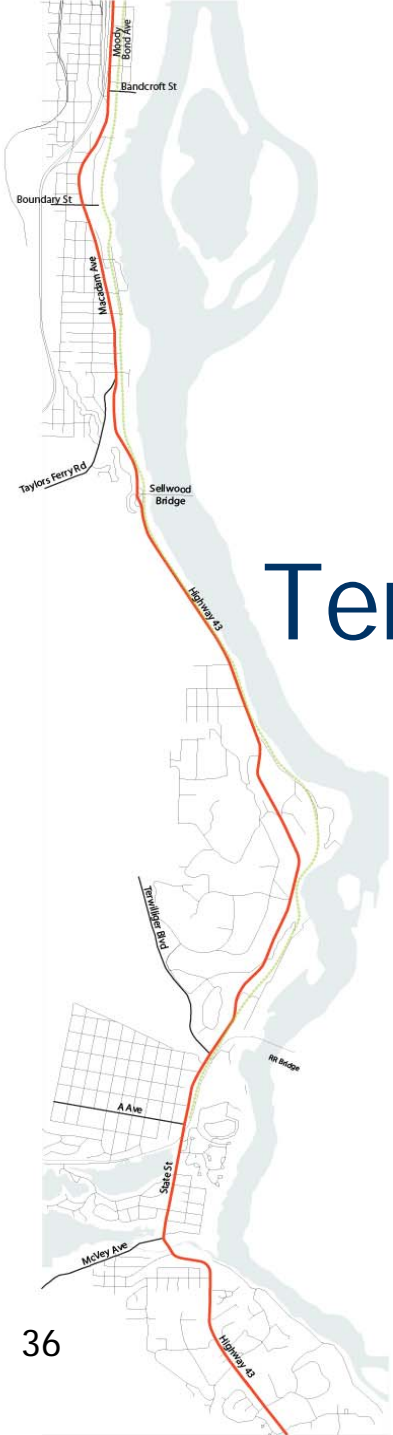 Moody
Bond Ave
Bandcroft St
Boundary St
Macadam Ave
Taylors Ferry Rd
Sellwood
Bridge
Highway 43
Ter
Terwilliger Blvd
RR Bridge
A Ave
State St
McVey Ave
36
Highway 43